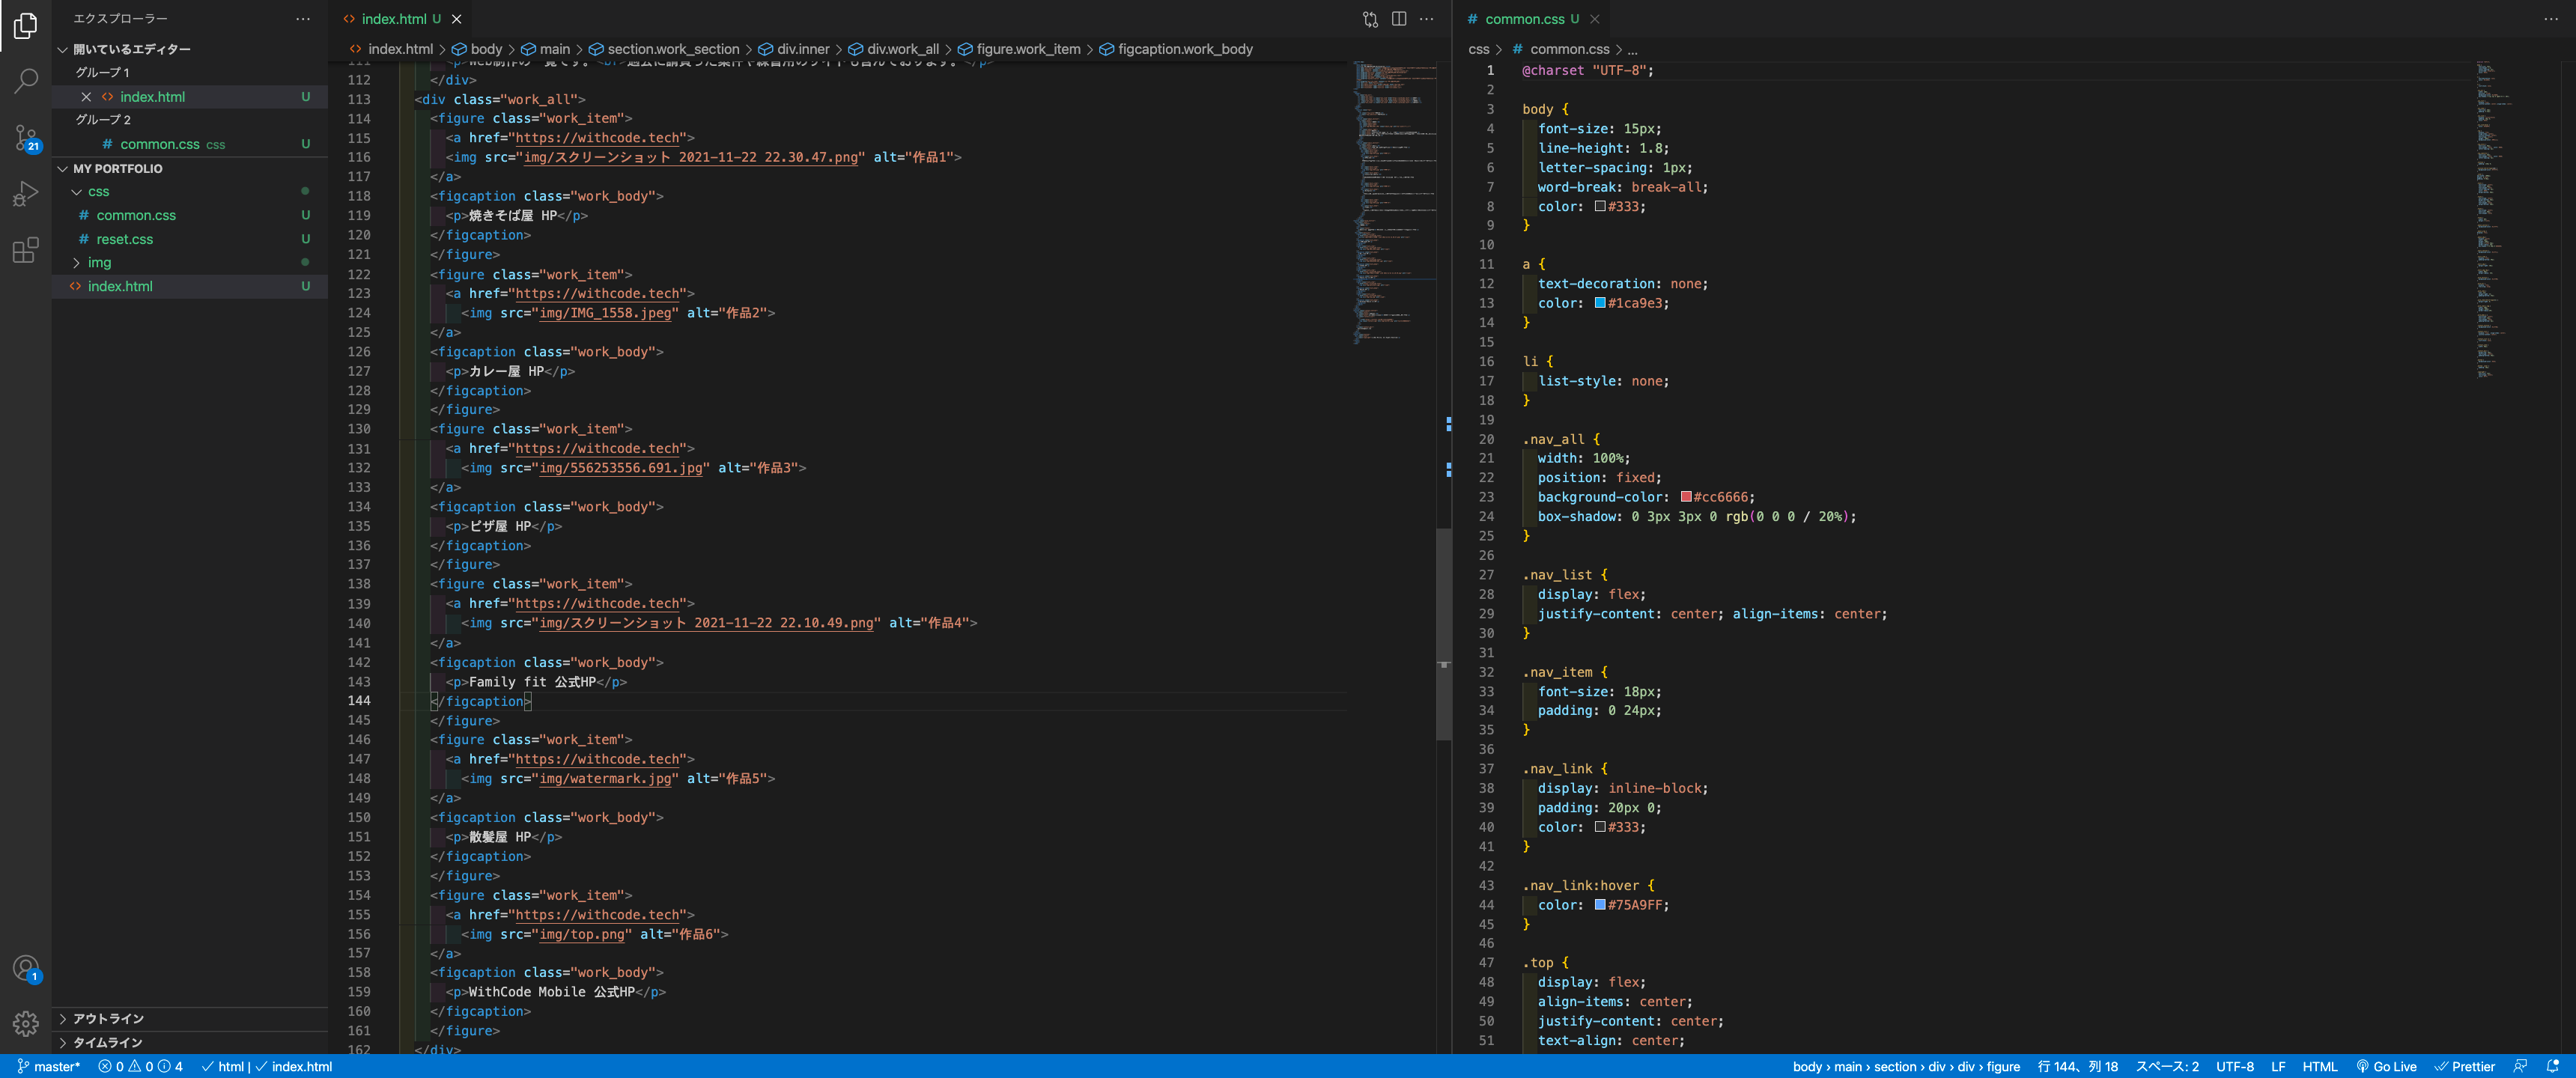 エクスプローラー
開いているエディター
グループ 1
index.html U
グループ 2
common.css css U
MY PORTFOLIO
css
common.css U
reset.css U
img
index.html U
アウトライン
タイムライン
index.html U
index.html > body > main > section.work_section > div.inner > div.work_all > figure.work_item > figcaption.work_body
112 </div>
113 <div class="work_all">
114 <figure class="work_item">
115 <a href="https://withcode.tech">
116 <img src="img/スクリーンショット 2021-11-22 22.30.47.png" alt="作品1">
117 </a>
118 <figcaption class="work_body">
119 <p>焼きそば屋 HP</p>
120 </figcaption>
121 </figure>
122 <figure class="work_item">
123 <a href="https://withcode.tech">
124 <img src="img/IMG_1558.jpeg" alt="作品2">
125 </a>
126 <figcaption class="work_body">
127 <p>カレー屋 HP</p>
128 </figcaption>
129 </figure>
130 <figure class="work_item">
131 <a href="https://withcode.tech">
132 <img src="img/556253556.691.jpg" alt="作品3">
133 </a>
134 <figcaption class="work_body">
135 <p>ピザ屋 HP</p>
136 </figcaption>
137 </figure>
138 <figure class="work_item">
139 <a href="https://withcode.tech">
140 <img src="img/スクリーンショット 2021-11-22 22.10.49.png" alt="作品4">
141 </a>
142 <figcaption class="work_body">
143 <p>Family fit 公式HP</p>
144 </figcaption>
145 </figure>
146 <figure class="work_item">
147 <a href="https://withcode.tech">
148 <img src="img/watermark.jpg" alt="作品5">
149 </a>
150 <figcaption class="work_body">
151 <p>散髪屋 HP</p>
152 </figcaption>
153 </figure>
154 <figure class="work_item">
155 <a href="https://withcode.tech">
156 <img src="img/top.png" alt="作品6">
157 </a>
158 <figcaption class="work_body">
159 <p>WithCode Mobile 公式HP</p>
160 </figcaption>
161 </figure>
162 </div>
common.css U
css > common.css > ...
1 @charset "UTF-8";
2
3 body {
4 font-size: 15px;
5 line-height: 1.8;
6 letter-spacing: 1px;
7 word-break: break-all;
8 color: #333;
9 }
10
11 a {
12 text-decoration: none;
13 color: #1ca9e3;
14 }
15
16 li {
17 list-style: none;
18 }
19
20 .nav_all {
21 width: 100%;
22 position: fixed;
23 background-color: #cc6666;
24 box-shadow: 0 3px 3px 0 rgb(0 0 0 / 20%);
25 }
26
27 .nav_list {
28 display: flex;
29 justify-content: center; align-items: center;
30 }
31
32 .nav_item {
33 font-size: 18px;
34 padding: 0 24px;
35 }
36
37 .nav_link {
38 display: inline-block;
39 padding: 20px 0;
40 color: #333;
41 }
42
43 .nav_link:hover {
44 color: #75A9FF;
45 }
46
47 .top {
48 display: flex;
49 align-items: center;
50 justify-content: center;
51 text-align: center;
21
1
master* 0 0 4 html | index.html
body › main › section › div › div › figure 行 144、列 18 スペース: 2 UTF-8 LF HTML Go Live Prettier